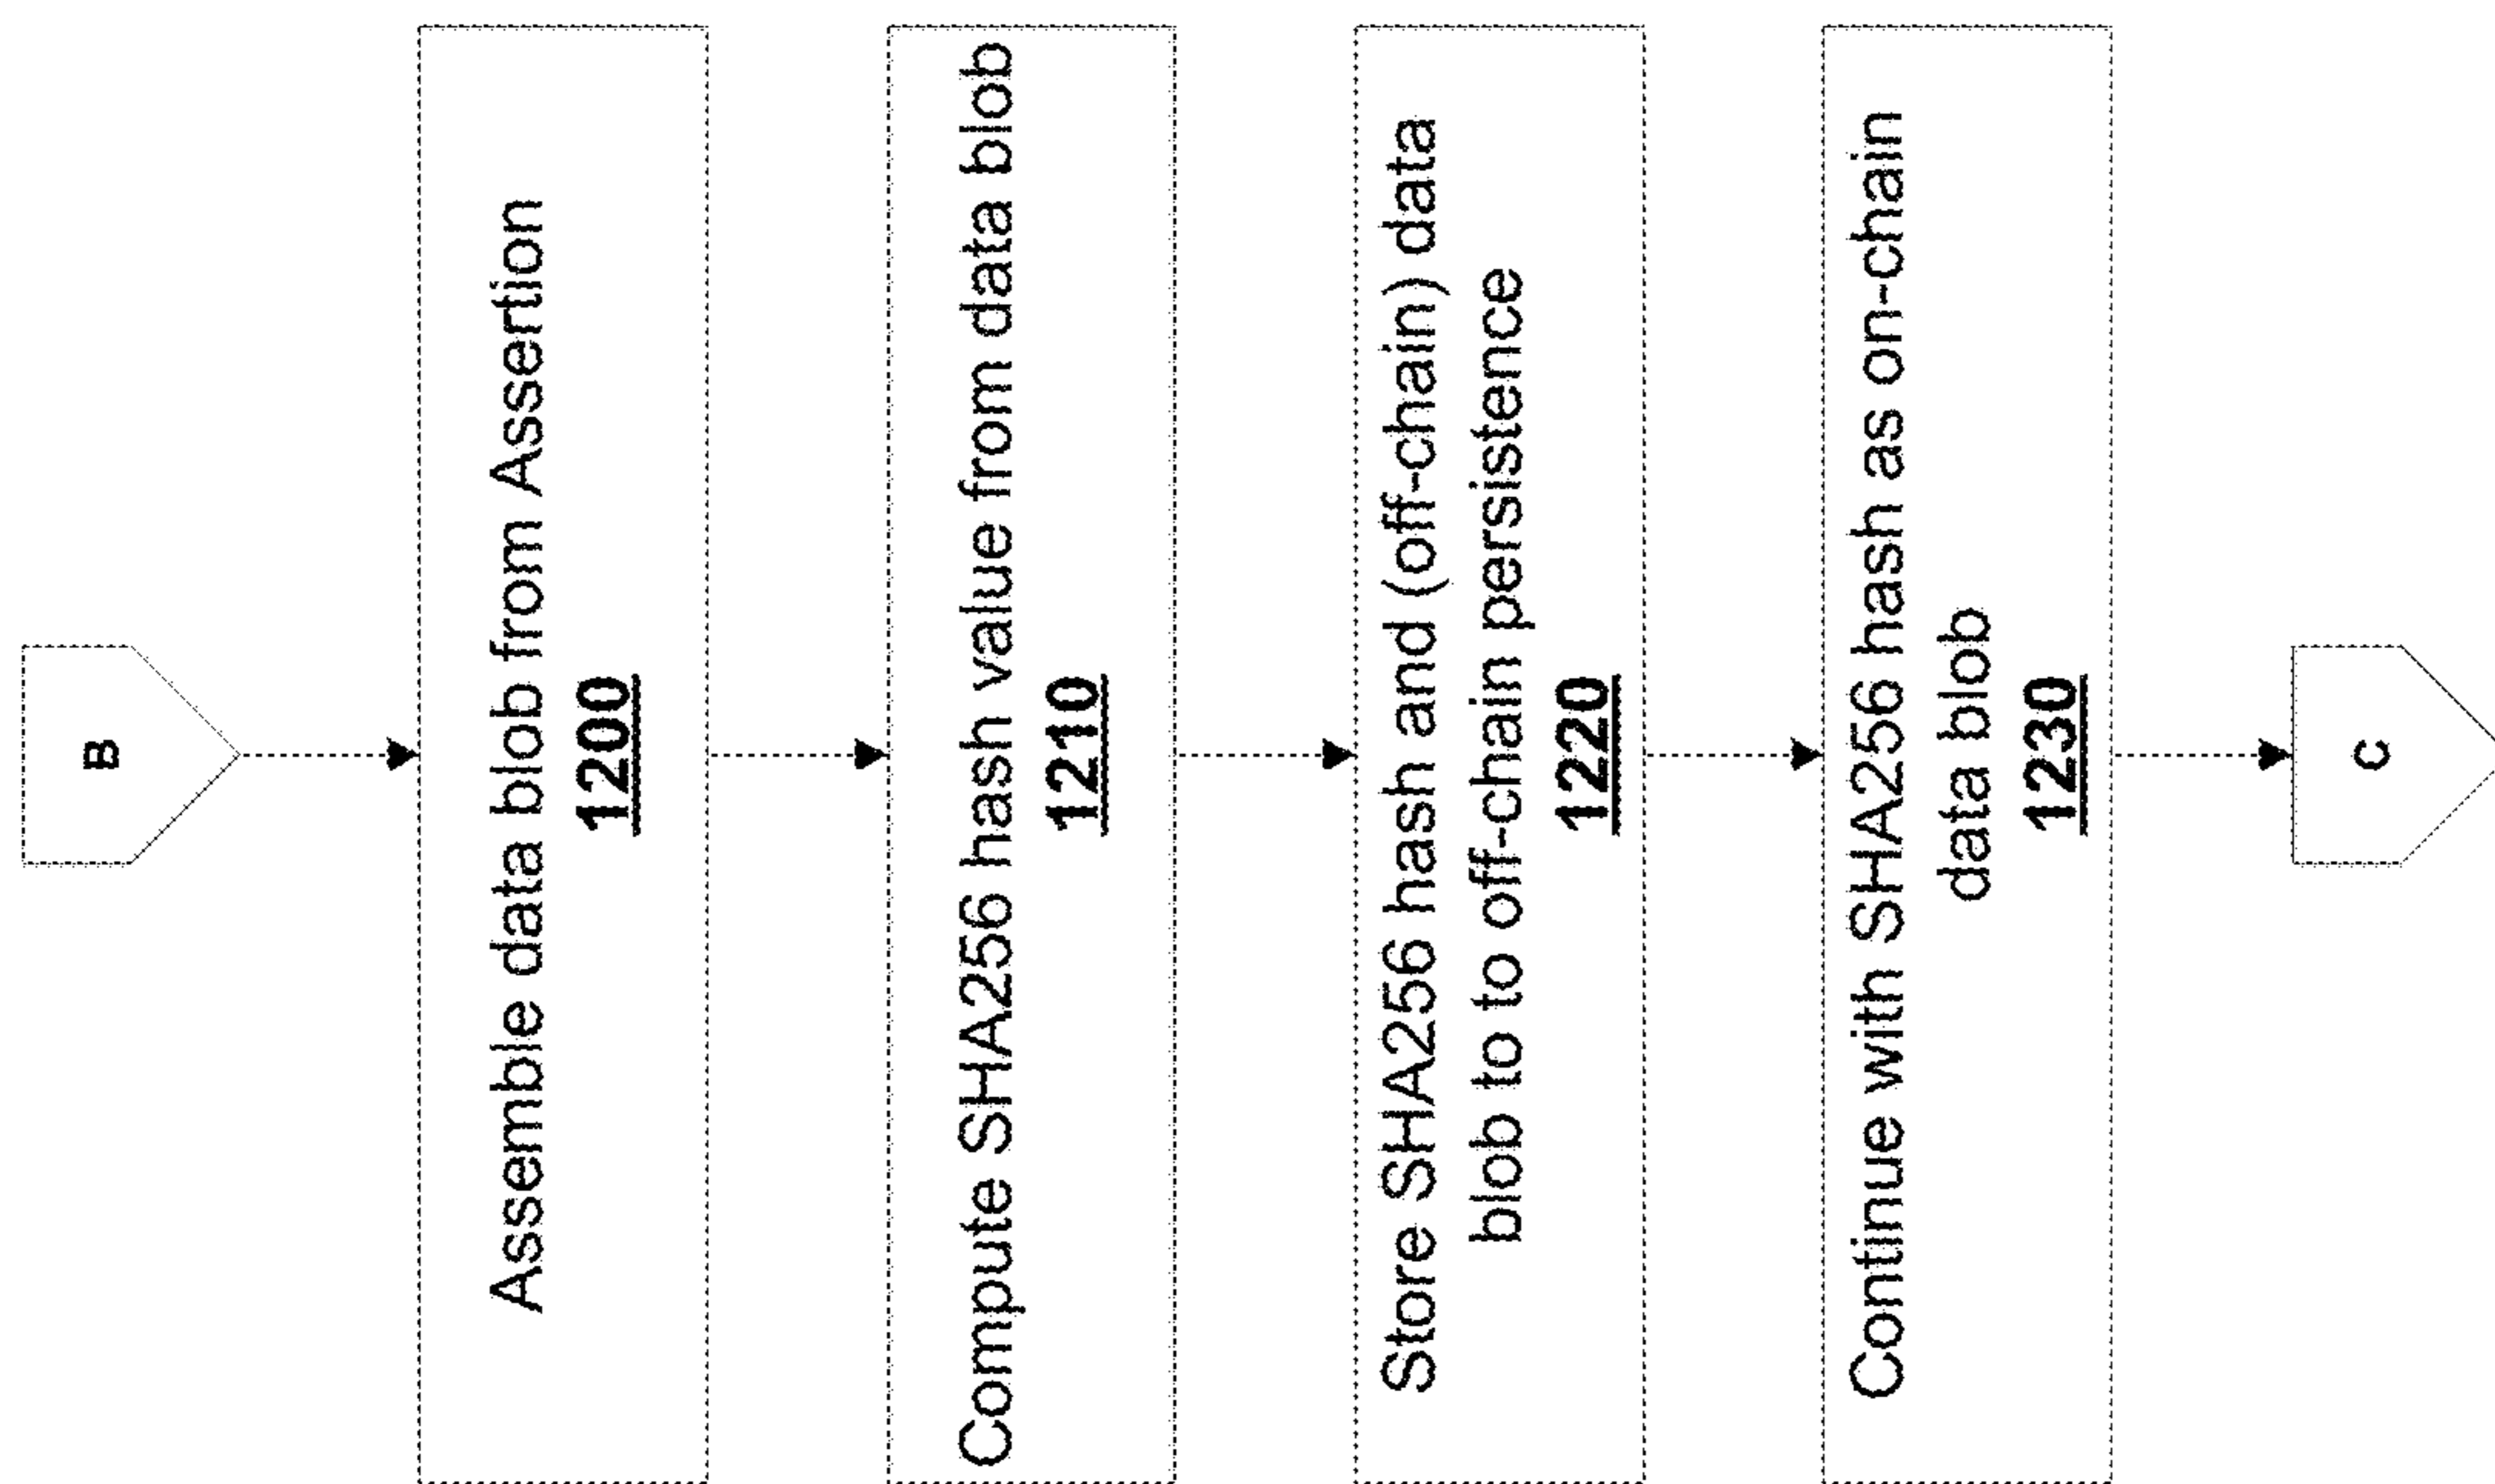 B
Assemble data blob from Assertion
1200
Compute SHA256 hash value from data blob
1210
Store SHA256 hash and (off-chain) data
blob to off-chain persistence
1220
Continue with SHA256 hash as on-chain
data blob
1230
C